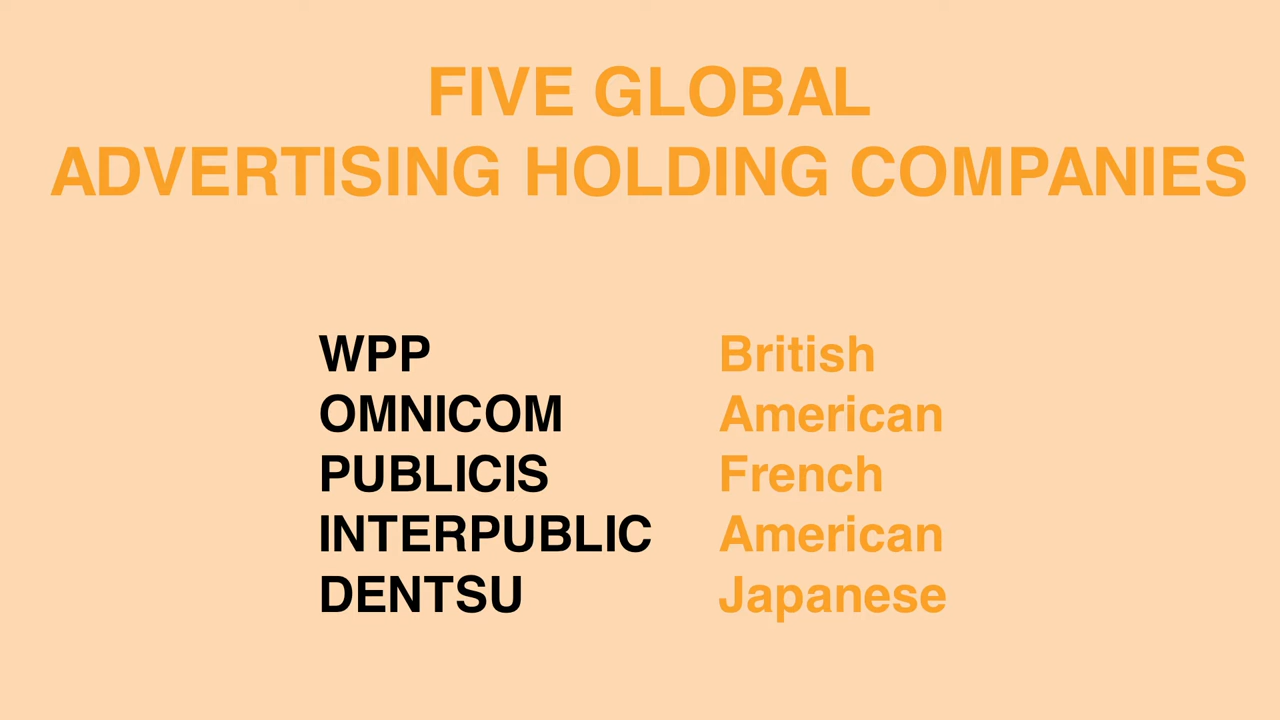 FIVE GLOBAL
ADVERTISING HOLDING COMPANIES
WPP British
OMNICOM American
PUBLICIS French
INTERPUBLIC American
DENTSU Japanese